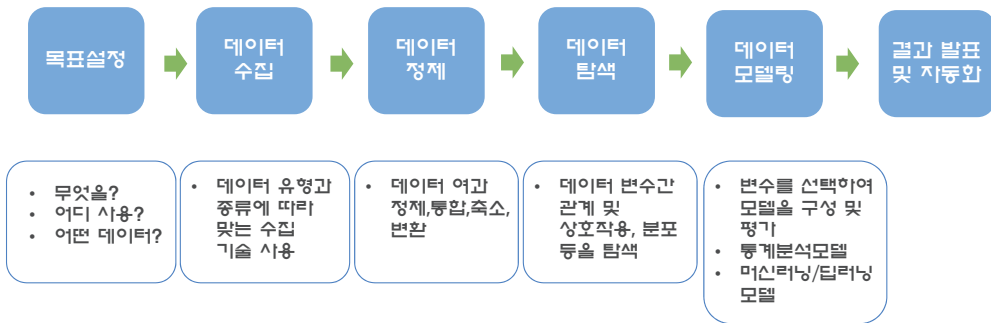 목표설정
데이터
수집
데이터
정제
데이터
탐색
데이터
모델링
결과 발표
및 자동화
• 무엇을?
• 어디 사용?
• 어떤 데이터?
• 데이터 유형과
종류에 따라
맞는 수집
기술 사용
• 데이터 여과
정제,통합,축소,
변환
• 데이터 변수간
관계 및
상호작용, 분포
등을 탐색
• 변수를 선택하여
모델을 구성 및
평가
• 통계분석모델
• 머신러닝/딥러닝
모델